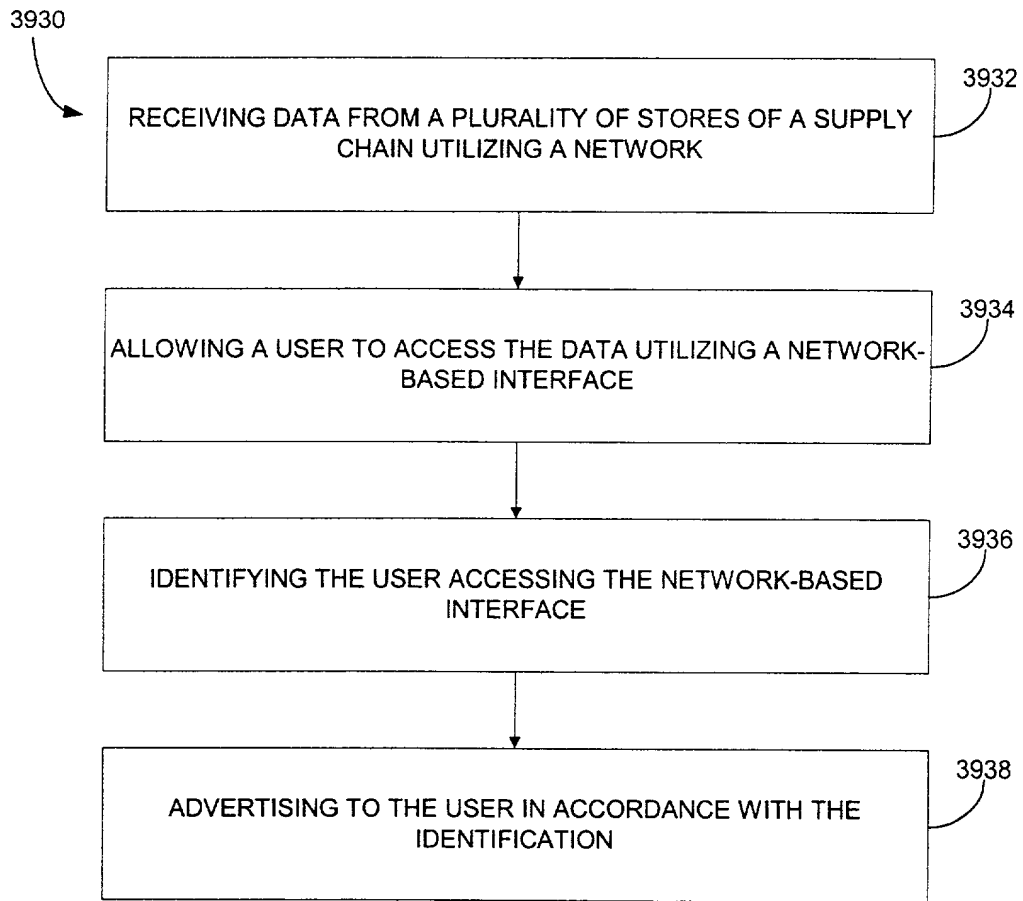 3930
3932
RECEIVING DATA FROM A PLURALITY OF STORES OF A SUPPLY
CHAIN UTILIZING A NETWORK
3934
ALLOWING A USER TO ACCESS THE DATA UTILIZING A NETWORK-
BASED INTERFACE
3936
IDENTIFYING THE USER ACCESSING THE NETWORK-BASED
INTERFACE
3938
ADVERTISING TO THE USER IN ACCORDANCE WITH THE
IDENTIFICATION